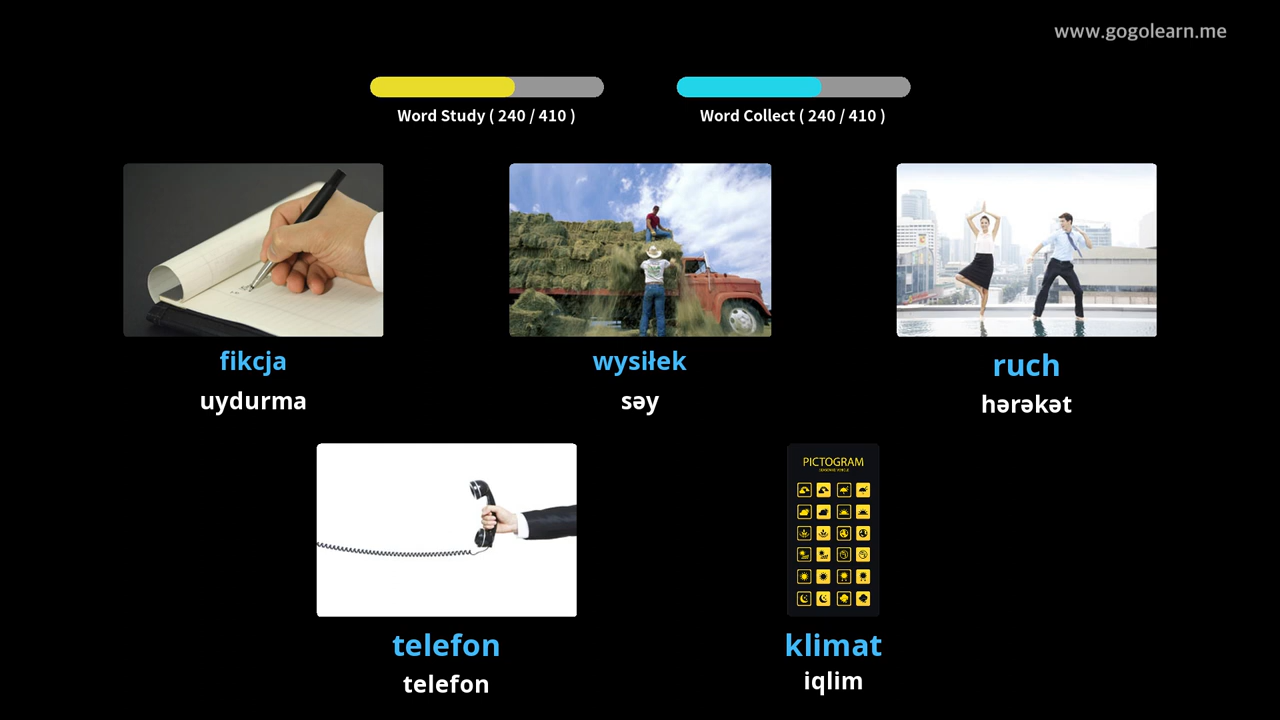 www.gogolearn.me
Word Study ( 240 / 410 )
Word Collect ( 240 / 410 )
fikcja
uydurma
wysiłek
səy
ruch
hərəkət
PICTOGRAM
telefon
telefon
klimat
iqlim